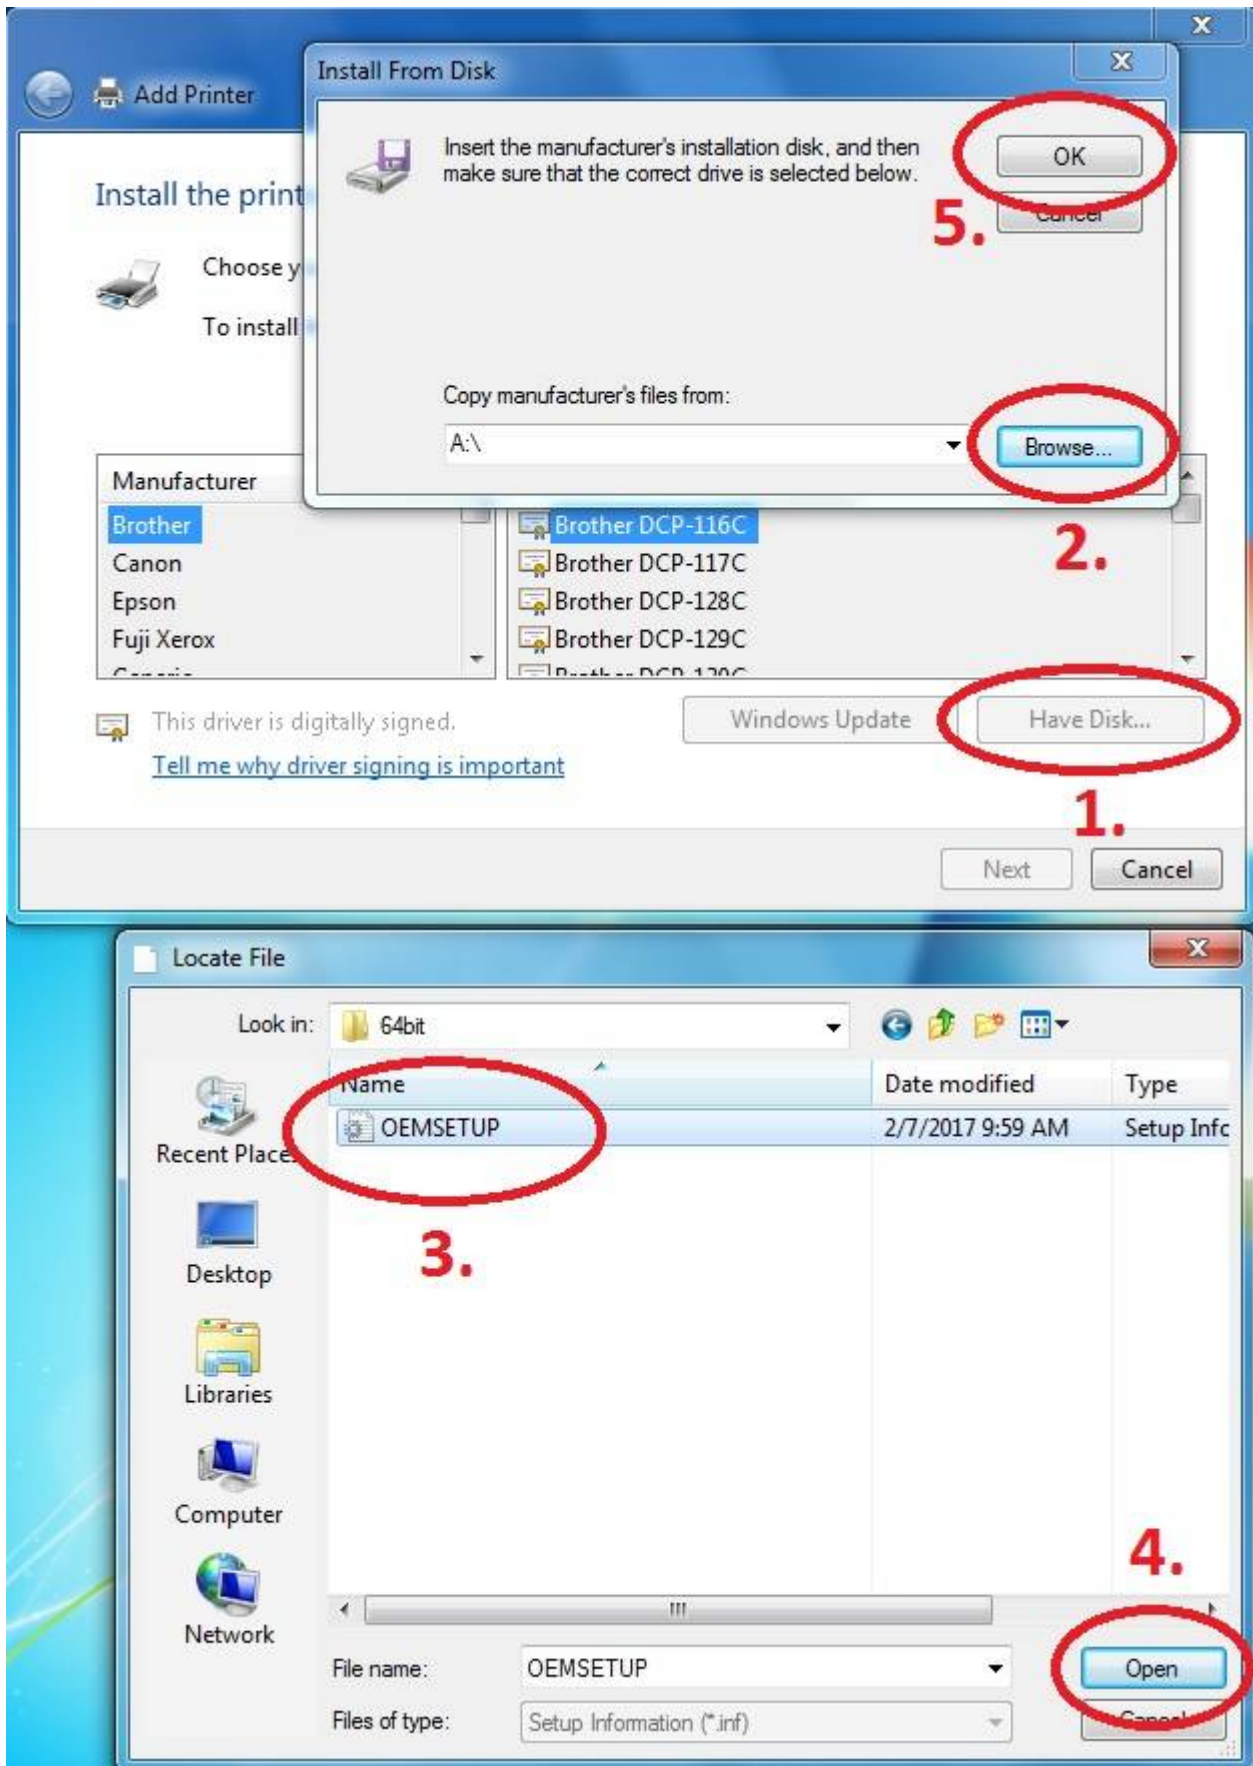 Add Printer
Install From Disk
Insert the manufacturer's installation disk, and then
make sure that the correct drive is selected below.
OK
Cancel
5.
Install the print
Choose y
To install
Copy manufacturer's files from:
A:\
Browse...
2.
Manufacturer
Brother
Canon
Epson
Fuji Xerox
Brother DCP-116C
Brother DCP-117C
Brother DCP-128C
Brother DCP-129C
This driver is digitally signed.
Tell me why driver signing is important
Windows Update
Have Disk...
1.
Next
Cancel
Locate File
Look in:
64bit
Name
Date modified
Type
OEMSETUP
2/7/2017 9:59 AM
Setup Info
3.
Recent Places
Desktop
Libraries
Computer
Network
4.
File name:
OEMSETUP
Open
Files of type:
Setup Information (*.inf)
Cancel